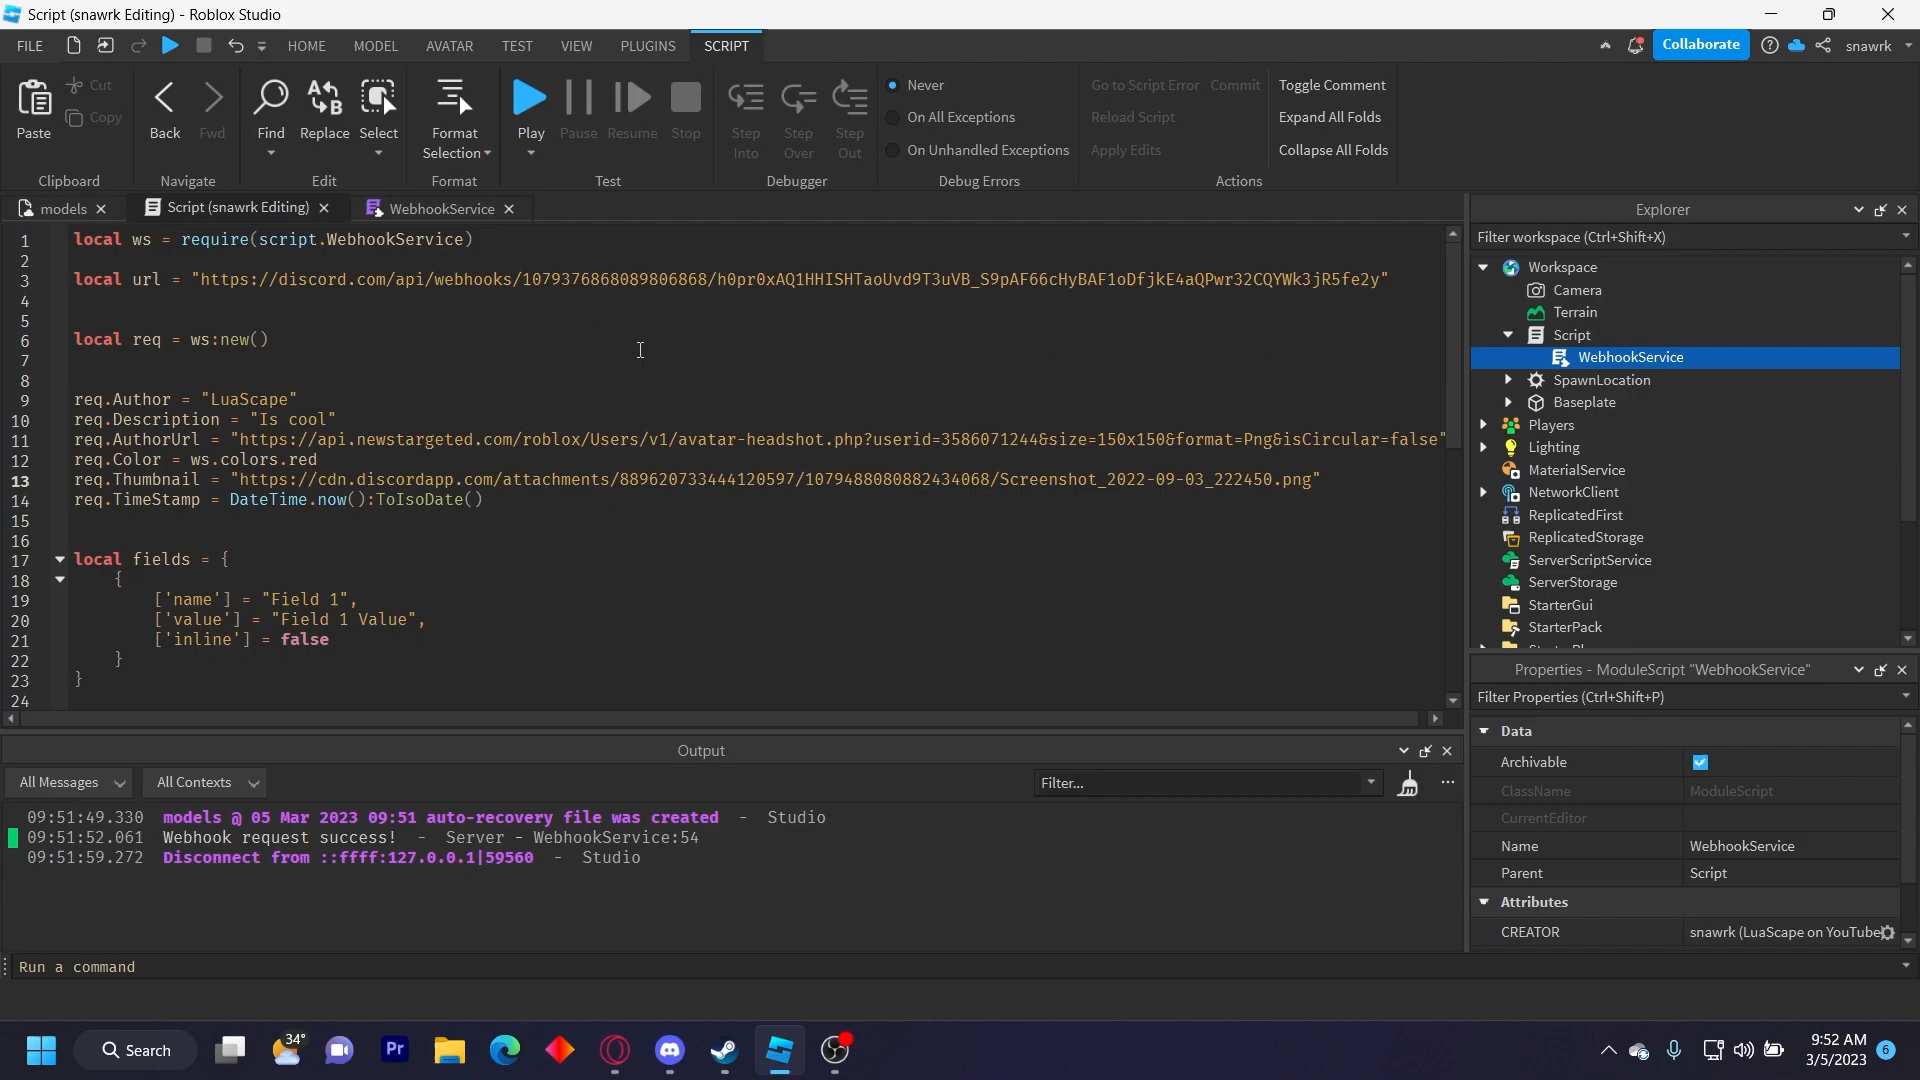 Script (snawrk Editing) - Roblox Studio
FILE HOME MODEL AVATAR TEST VIEW PLUGINS SCRIPT Collaborate snawrk
Paste Cut Copy Clipboard
Back Fwd Navigate
Find Replace Select Edit
Format Selection Format
Play Pause Resume Stop Test
Step Into Step Over Step Out Debugger
Never
On All Exceptions
On Unhandled Exceptions
Debug Errors
Go to Script Error Commit
Reload Script
Apply Edits
Toggle Comment
Expand All Folds
Collapse All Folds
Actions
models Script (snawrk Editing) WebhookService
1 local ws = require(script.WebhookService)
2
3 local url = "https://discord.com/api/webhooks/1079376868089806868/h0pr0xAQ1HHISHTaoUvd9T3uVB_S9pAF66cHyBAF1oDfjkE4aQPwr32CQYWk3jR5fe2y"
4
5
6 local req = ws:new()
7
8
9 req.Author = "LuaScape"
10 req.Description = "Is cool"
11 req.AuthorUrl = "https://api.newstargeted.com/roblox/Users/v1/avatar-headshot.php?userid=3586071244&size=150x150&format=Png&isCircular=false"
12 req.Color = ws.colors.red
13 req.Thumbnail = "https://cdn.discordapp.com/attachments/889620733444120597/1079488080882434068/Screenshot_2022-09-03_222450.png"
14 req.TimeStamp = DateTime.now():ToIsoDate()
15
16
17 local fields = {
18 {
19 ['name'] = "Field 1",
20 ['value'] = "Field 1 Value",
21 ['inline'] = false
22 }
23 }
24
Output
All Messages All Contexts Filter...
09:51:49.330 models @ 05 Mar 2023 09:51 auto-recovery file was created - Studio
09:51:52.061 Webhook request success! - Server - WebhookService:54
09:51:59.272 Disconnect from ::ffff:127.0.0.1|59560 - Studio
Run a command
Explorer
Filter workspace (Ctrl+Shift+X)
Workspace
Camera
Terrain
Script
WebhookService
SpawnLocation
Baseplate
Players
Lighting
MaterialService
NetworkClient
ReplicatedFirst
ReplicatedStorage
ServerScriptService
ServerStorage
StarterGui
StarterPack
Properties - ModuleScript "WebhookService"
Filter Properties (Ctrl+Shift+P)
Data
Archivable
ClassName ModuleScript
CurrentEditor
Name WebhookService
Parent Script
Attributes
CREATOR snawrk (LuaScape on YouTube
Search 34° Pr
9:52 AM
3/5/2023 6